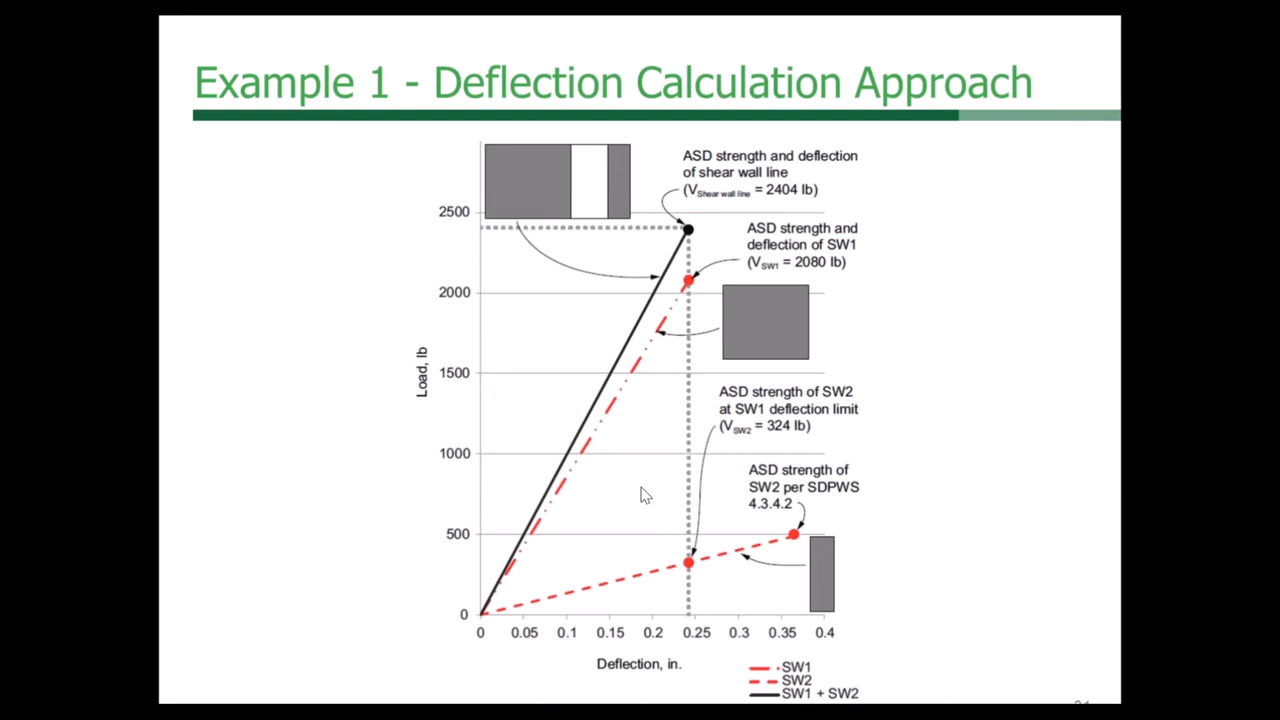 Example 1 - Deflection Calculation Approach
ASD strength and deflection
of shear wall line
(VShear wall line = 2404 lb)
ASD strength and
deflection of SW1
(VSW1 = 2080 lb)
ASD strength of SW2
at SW1 deflection limit
(VSW2 = 324 lb)
ASD strength of
SW2 per SDPWS
4.3.4.2
Load, lb
2500
2000
1500
1000
500
0
0 0.05 0.1 0.15 0.2 0.25 0.3 0.35 0.4
Deflection, in.
SW1
SW2
SW1 + SW2